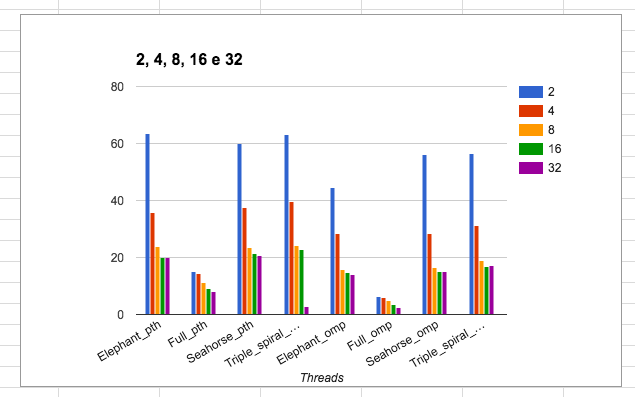 2, 4, 8, 16 e 32
80
60
40
20
0
2
4
8
16
32
Elephant_pth
Full_pth
Seahorse_pth
Triple_spiral_...
Elephant_omp
Full_omp
Seahorse_omp
Triple_spiral_...
Threads